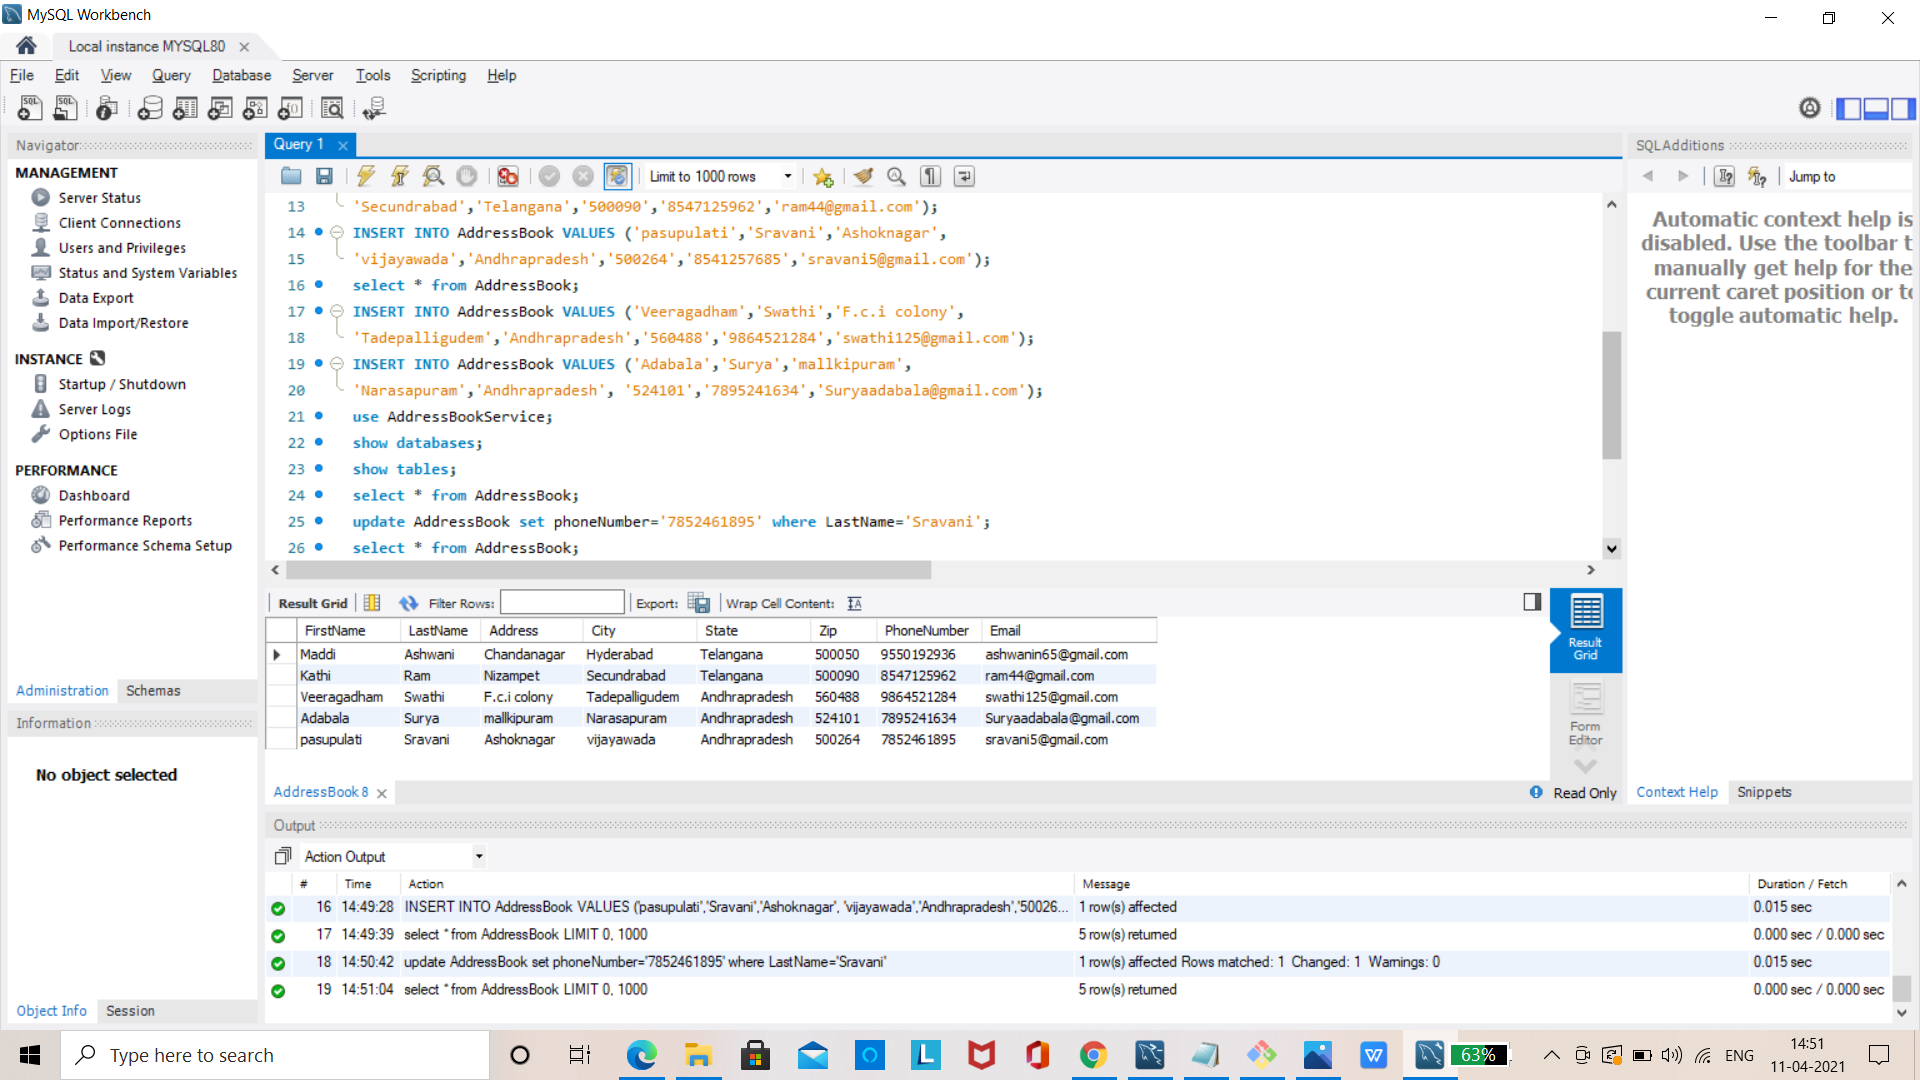 MySQL Workbench
Local instance MYSQL80
File Edit View Query Database Server Tools Scripting Help
Navigator
MANAGEMENT
Server Status
Client Connections
Users and Privileges
Status and System Variables
Data Export
Data Import/Restore
INSTANCE
Startup / Shutdown
Server Logs
Options File
PERFORMANCE
Dashboard
Performance Reports
Performance Schema Setup
Administration Schemas
Information
No object selected
Object Info Session
Query 1
Limit to 1000 rows
13 'Secundrabad','Telangana','500090','8547125962','ram44@gmail.com');
14 INSERT INTO AddressBook VALUES ('pasupulati','Sravani','Ashoknagar',
15 'vijayawada','Andhrapradesh','500264','8541257685','sravani5@gmail.com');
16 select * from AddressBook;
17 INSERT INTO AddressBook VALUES ('Veeragadham','Swathi','F.c.i colony',
18 'Tadepalligudem','Andhrapradesh','560488','9864521284','swathi125@gmail.com');
19 INSERT INTO AddressBook VALUES ('Adabala','Surya','mallkipuram',
20 'Narasapuram','Andhrapradesh', '524101','7895241634','Suryaadabala@gmail.com');
21 use AddressBookService;
22 show databases;
23 show tables;
24 select * from AddressBook;
25 update AddressBook set phoneNumber='7852461895' where LastName='Sravani';
26 select * from AddressBook;
Result Grid Filter Rows: Export: Wrap Cell Content:
FirstName LastName Address City State Zip PhoneNumber Email
Maddi Ashwani Chandanagar Hyderabad Telangana 500050 9550192936 ashwanin65@gmail.com
Kathi Ram Nizampet Secundrabad Telangana 500090 8547125962 ram44@gmail.com
Veeragadham Swathi F.c.i colony Tadepalligudem Andhrapradesh 560488 9864521284 swathi125@gmail.com
Adabala Surya mallkipuram Narasapuram Andhrapradesh 524101 7895241634 Suryaadabala@gmail.com
pasupulati Sravani Ashoknagar vijayawada Andhrapradesh 500264 7852461895 sravani5@gmail.com
Result
Grid
Form
Editor
AddressBook 8
Read Only
SQLAdditions
Jump to
Automatic context help is
disabled. Use the toolbar t
manually get help for the
current caret position or to
toggle automatic help.
Context Help Snippets
Output
Action Output
# Time Action Message Duration / Fetch
16 14:49:28 INSERT INTO AddressBook VALUES ('pasupulati','Sravani','Ashoknagar', 'vijayawada','Andhrapradesh','50026... 1 row(s) affected 0.015 sec
17 14:49:39 select * from AddressBook LIMIT 0, 1000 5 row(s) returned 0.000 sec / 0.000 sec
18 14:50:42 update AddressBook set phoneNumber='7852461895' where LastName='Sravani' 1 row(s) affected Rows matched: 1 Changed: 1 Warnings: 0 0.015 sec
19 14:51:04 select * from AddressBook LIMIT 0, 1000 5 row(s) returned 0.000 sec / 0.000 sec
Type here to search
63%
ENG
14:51
11-04-2021